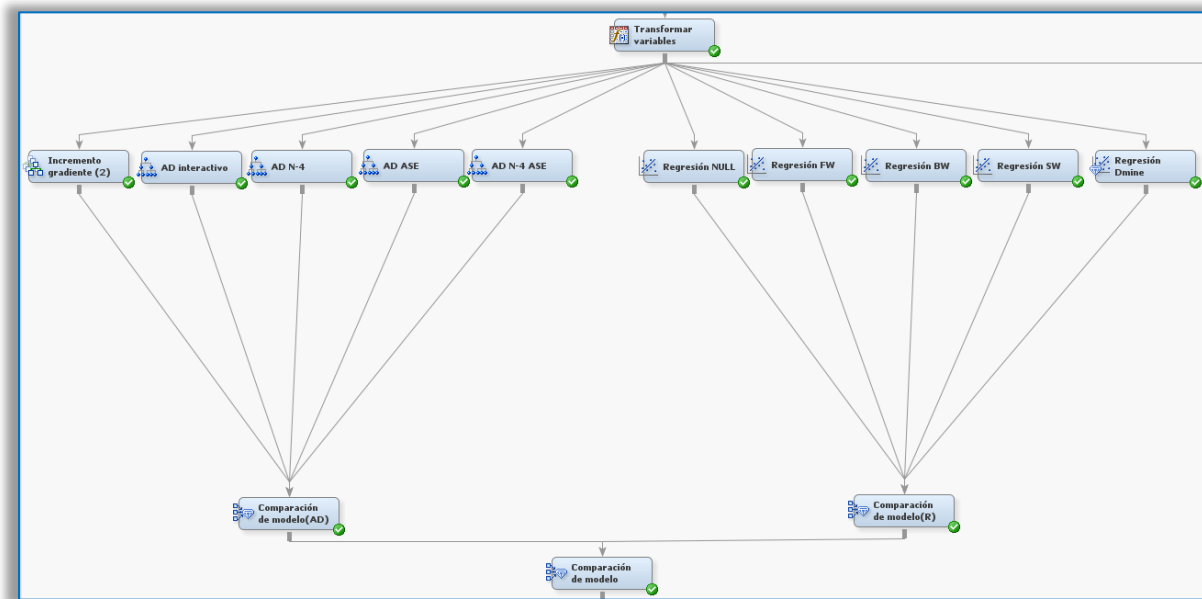 Transformar
variables
Incremento
gradiente (2)
AD interactivo
AD N-4
AD ASE
AD N-4 ASE
Regresión NULL
Regresión FW
Regresión BW
Regresión SW
Regresión
Dmine
Comparación
de modelo(AD)
Comparación
de modelo(R)
Comparación
de modelo